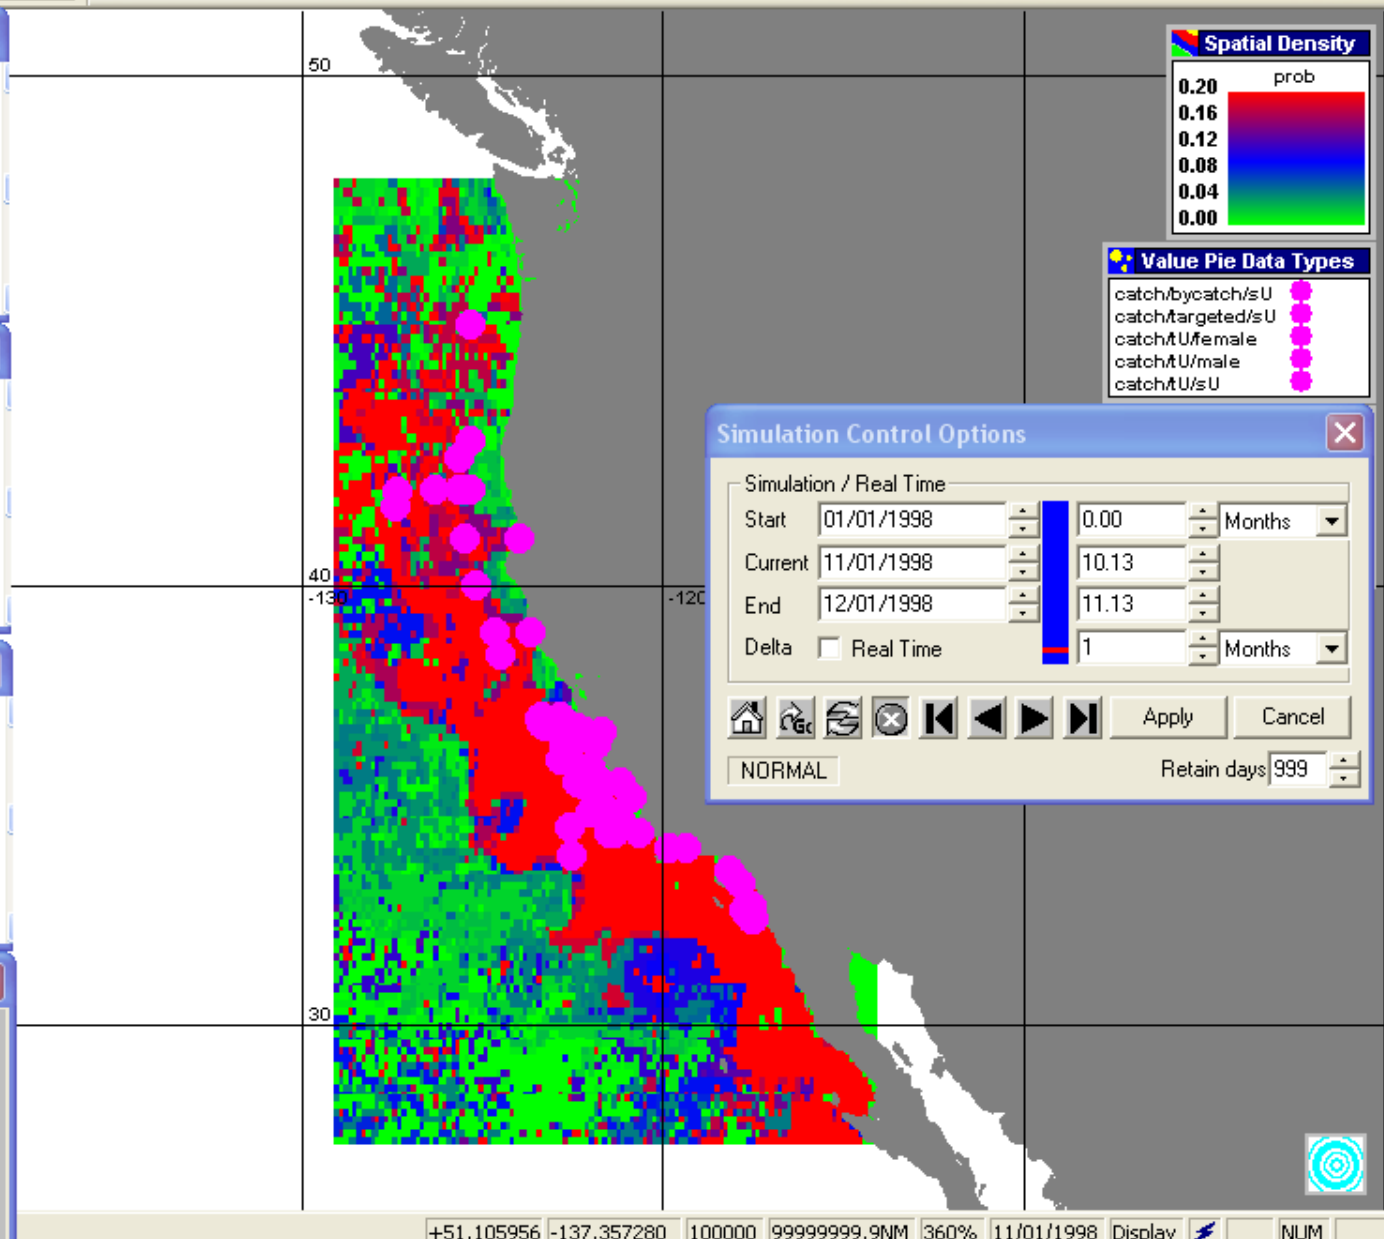 50
Spatial Density
prob
0.20
0.16
0.12
0.08
0.04
0.00
Value Pie Data Types
catch/bycatch/sU
catch/targeted/sU
catch/tU/female
catch/tU/male
catch/tU/sU
Simulation Control Options
Simulation / Real Time
Start 01/01/1998 0.00 Months
Current 11/01/1998 10.13
End 12/01/1998 11.13
Delta Real Time 1 Months
Apply Cancel
NORMAL Retain days 999
40
-130 -120
30
+51.105956 -137.357280 100000 99999999.9NM 360% 11/01/1998 Display NUM